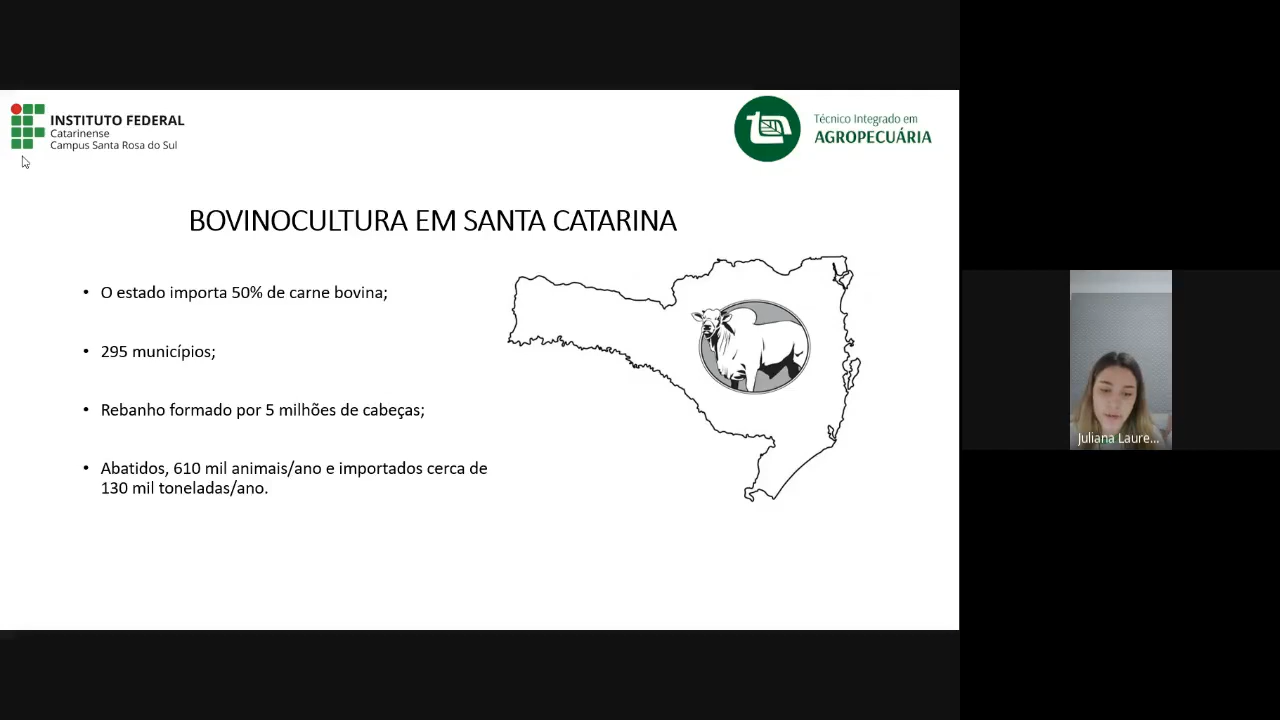 INSTITUTO FEDERAL
Catarinense
Campus Santa Rosa do Sul
Técnico Integrado em
AGROPECUÁRIA
BOVINOCULTURA EM SANTA CATARINA
• O estado importa 50% de carne bovina;
• 295 municípios;
• Rebanho formado por 5 milhões de cabeças;
• Abatidos, 610 mil animais/ano e importados cerca de
130 mil toneladas/ano.
Juliana Laure...